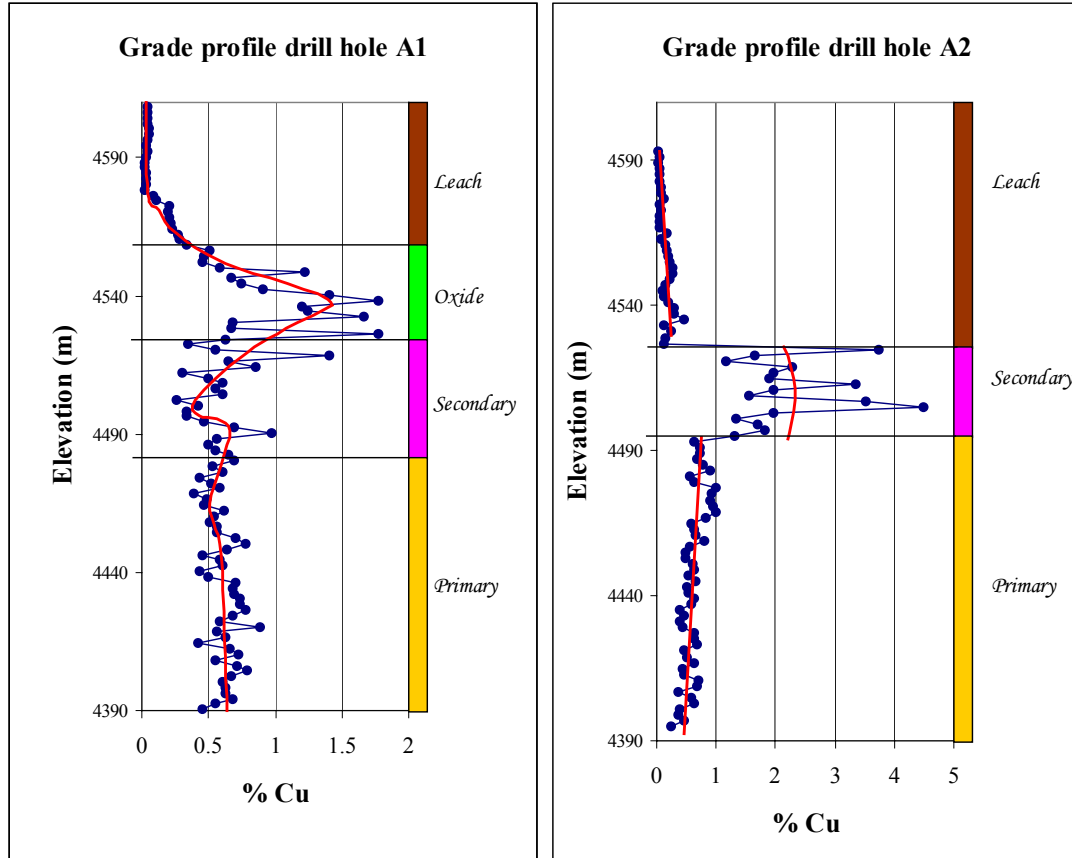 Grade profile drill hole A1
4590
4540
4490
4440
4390
Elevation (m)
0 0.5 1 1.5 2
% Cu
Leach
Oxide
Secondary
Primary
Grade profile drill hole A2
4590
4540
4490
4440
4390
Elevation (m)
0 1 2 3 4 5
% Cu
Leach
Secondary
Primary